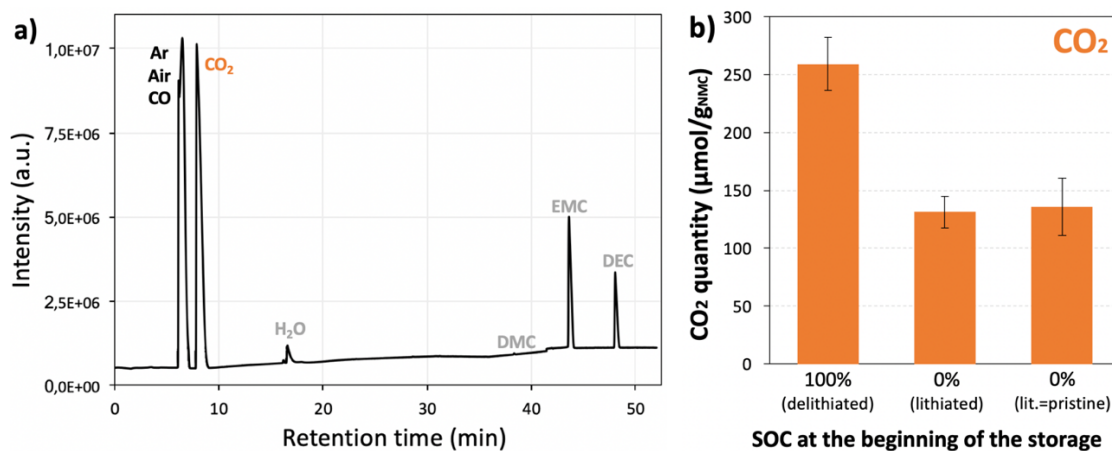 a)
1,0E+07
7,5E+06
5,0E+06
2,5E+06
0,0E+00
Intensity (a.u.)
Ar
Air
CO
CO₂
H₂O
DMC
EMC
DEC
0
10
20
30
40
50
Retention time (min)
b)
CO₂
300
250
200
150
100
50
0
CO₂ quantity (µmol/gNMC)
100%
(delithiated)
0%
(lithiated)
0%
(lit.=pristine)
SOC at the beginning of the storage